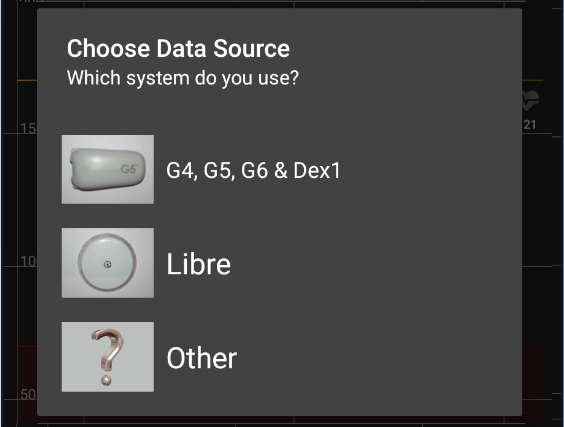 Choose Data Source
Which system do you use?
15
21
G5
G4, G5, G6 & Dex1
10
Libre
Other
50